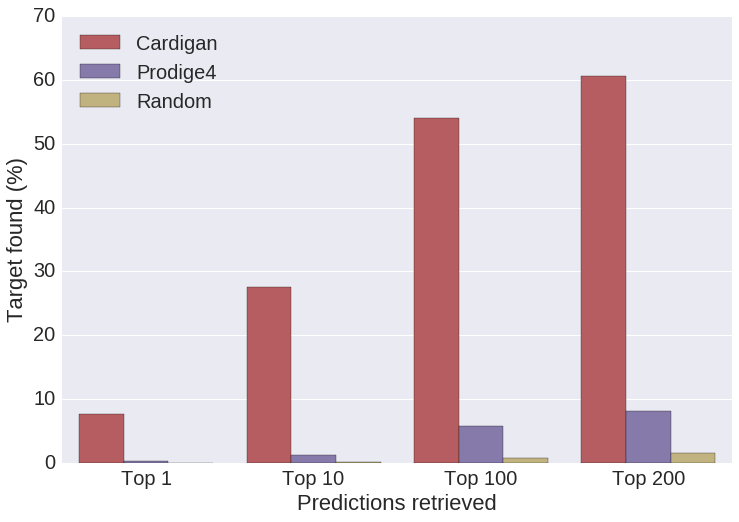 70
60
50
40
30
20
10
0
Target found (%)
Cardigan
Prodige4
Random
Top 1
Top 10
Top 100
Top 200
Predictions retrieved